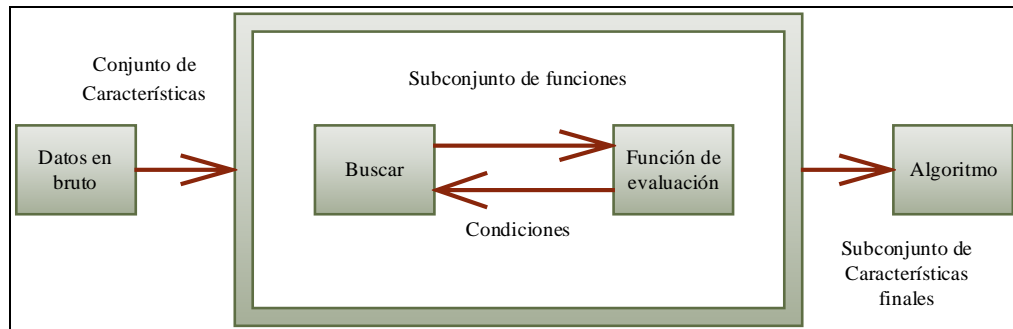 Conjunto de
Características
Datos en
bruto
Subconjunto de funciones
Buscar
Función de
evaluación
Condiciones
Algoritmo
Subconjunto de
Características
finales